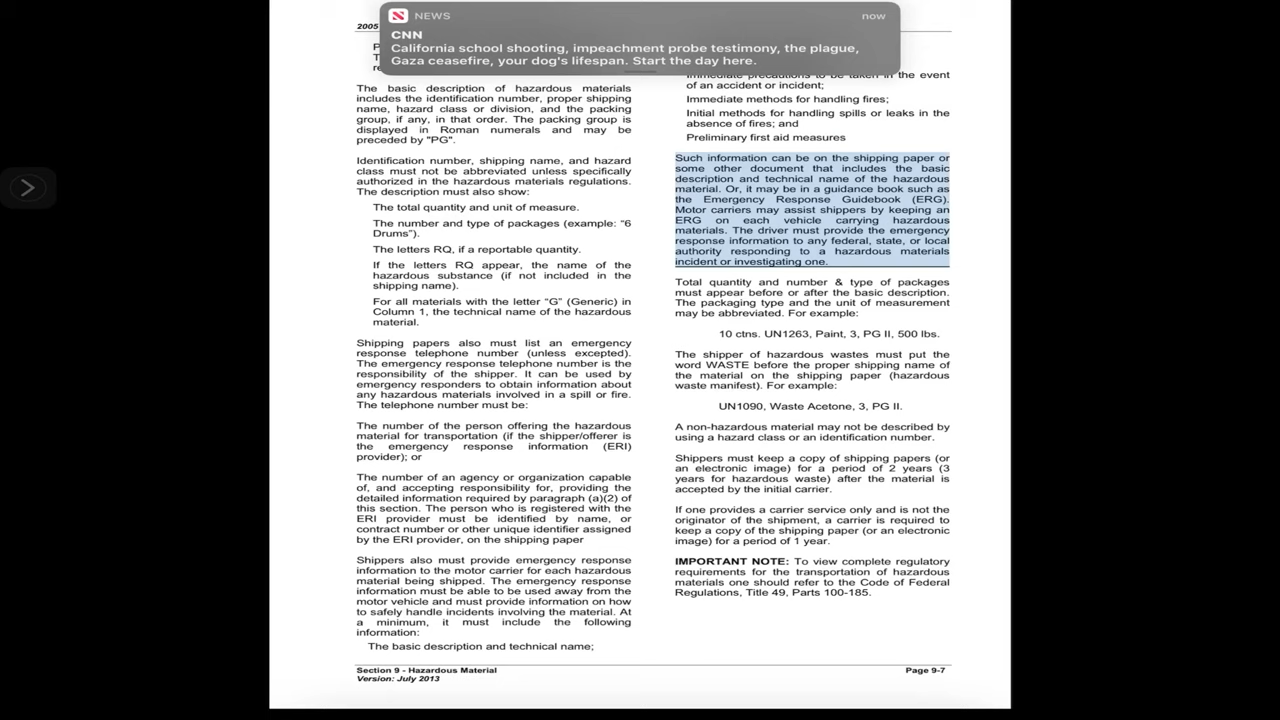 NEWS
now
CNN
California school shooting, impeachment probe testimony, the plague,
Gaza ceasefire, your dog's lifespan. Start the day here.
2005
The basic description of hazardous materials
includes the identification number, proper shipping
name, hazard class or division, and the packing
group, if any, in that order. The packing group is
displayed in Roman numerals and may be
preceded by "PG".
Identification number, shipping name, and hazard
class must not be abbreviated unless specifically
authorized in the hazardous materials regulations.
The description must also show:
The total quantity and unit of measure.
The number and type of packages (example: “6
Drums”).
The letters RQ, if a reportable quantity.
If the letters RQ appear, the name of the
hazardous substance (if not included in the
shipping name).
For all materials with the letter “G” (Generic) in
Column 1, the technical name of the hazardous
material.
Shipping papers also must list an emergency
response telephone number (unless excepted).
The emergency response telephone number is the
responsibility of the shipper. It can be used by
emergency responders to obtain information about
any hazardous materials involved in a spill or fire.
The telephone number must be:
The number of the person offering the hazardous
material for transportation (if the shipper/offerer is
the emergency response information (ERI)
provider); or
The number of an agency or organization capable
of, and accepting responsibility for, providing the
detailed information required by paragraph (a)(2) of
this section. The person who is registered with the
ERI provider must be identified by name, or
contract number or other unique identifier assigned
by the ERI provider, on the shipping paper
Shippers also must provide emergency response
information to the motor carrier for each hazardous
material being shipped. The emergency response
information must be able to be used away from the
motor vehicle and must provide information on how
to safely handle incidents involving the material. At
a minimum, it must include the following
information:
The basic description and technical name;
Immediate precautions to be taken in the event
of an accident or incident;
Immediate methods for handling fires;
Initial methods for handling spills or leaks in the
absence of fires; and
Preliminary first aid measures
Such information can be on the shipping paper or
some other document that includes the basic
description and technical name of the hazardous
material. Or, it may be in a guidance book such as
the Emergency Response Guidebook (ERG).
Motor carriers may assist shippers by keeping an
ERG on each vehicle carrying hazardous
materials. The driver must provide the emergency
response information to any federal, state, or local
authority responding to a hazardous materials
incident or investigating one.
Total quantity and number & type of packages
must appear before or after the basic description.
The packaging type and the unit of measurement
may be abbreviated. For example:
10 ctns. UN1263, Paint, 3, PG II, 500 lbs.
The shipper of hazardous wastes must put the
word WASTE before the proper shipping name of
the material on the shipping paper (hazardous
waste manifest). For example:
UN1090, Waste Acetone, 3, PG II.
A non-hazardous material may not be described by
using a hazard class or an identification number.
Shippers must keep a copy of shipping papers (or
an electronic image) for a period of 2 years (3
years for hazardous waste) after the material is
accepted by the initial carrier.
If one provides a carrier service only and is not the
originator of the shipment, a carrier is required to
keep a copy of the shipping paper (or an electronic
image) for a period of 1 year.
IMPORTANT NOTE: To view complete regulatory
requirements for the transportation of hazardous
materials one should refer to the Code of Federal
Regulations, Title 49, Parts 100-185.
Section 9 - Hazardous Material
Page 9-7
Version: July 2013